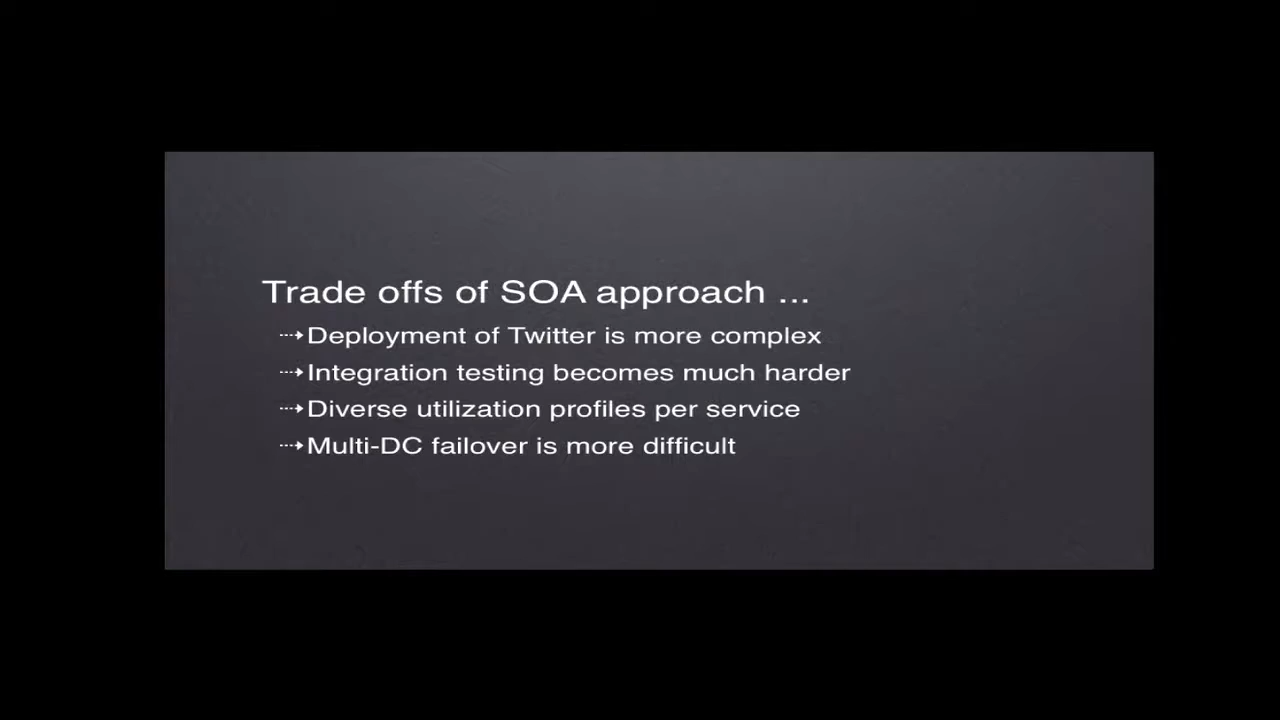 Trade offs of SOA approach ...
⇢Deployment of Twitter is more complex
⇢Integration testing becomes much harder
⇢Diverse utilization profiles per service
⇢Multi-DC failover is more difficult